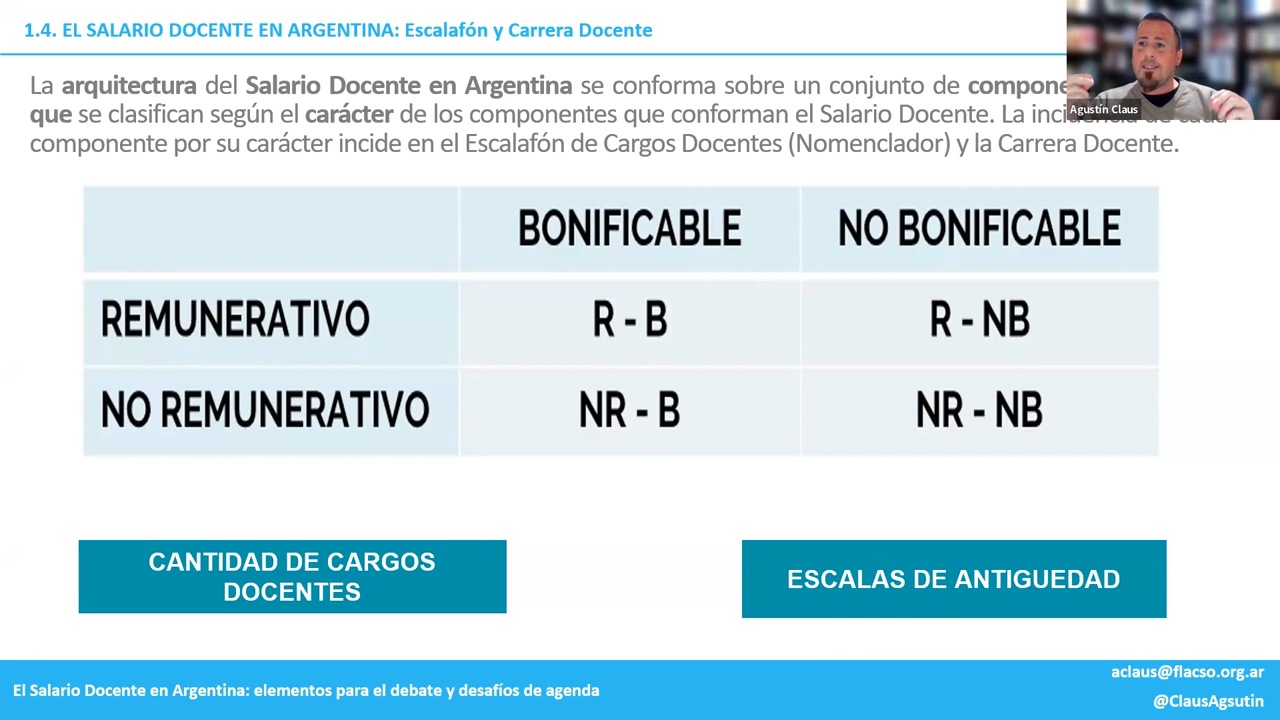 1.4. EL SALARIO DOCENTE EN ARGENTINA: Escalafón y Carrera Docente
La arquitectura del Salario Docente en Argentina se conforma sobre un conjunto de
que se clasifican según el carácter de los componentes que conforman el Salario Docente. La
componente por su carácter incide en el Escalafón de Cargos Docentes (Nomenclador) y la Carrera Docente.
Agustín Claus
BONIFICABLE NO BONIFICABLE
REMUNERATIVO R - B R - NB
NO REMUNERATIVO NR - B NR - NB
CANTIDAD DE CARGOS
DOCENTES
ESCALAS DE ANTIGUEDAD
El Salario Docente en Argentina: elementos para el debate y desafíos de agenda
aclaus@flacso.org.ar
@ClausAgsutin